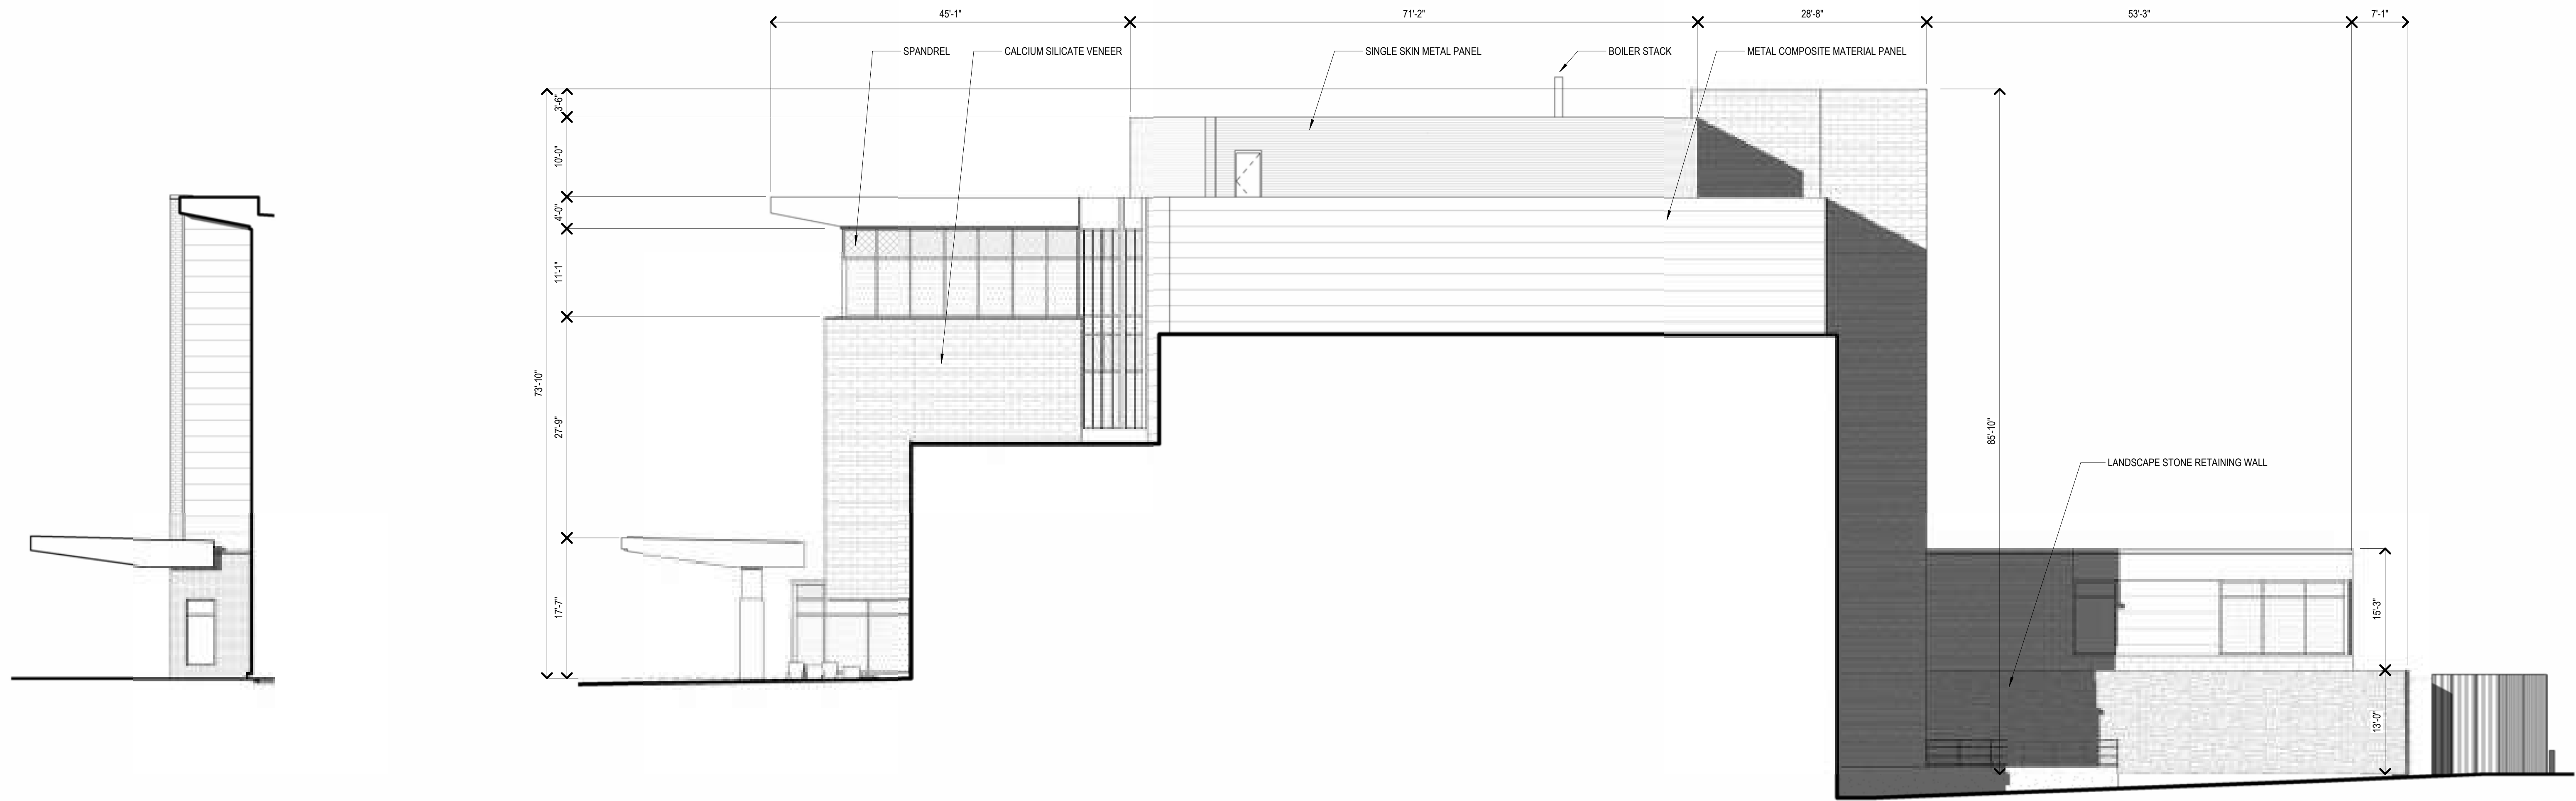 45'-1"
71'-2"
28'-8"
53'-3"
7'-1"
SPANDREL
CALCIUM SILICATE VENEER
SINGLE SKIN METAL PANEL
BOILER STACK
METAL COMPOSITE MATERIAL PANEL
3'-6"
10'-0"
4'-0"
11'-1"
73'-10"
27'-9"
17'-7"
85'-10"
LANDSCAPE STONE RETAINING WALL
15'-3"
13'-0"